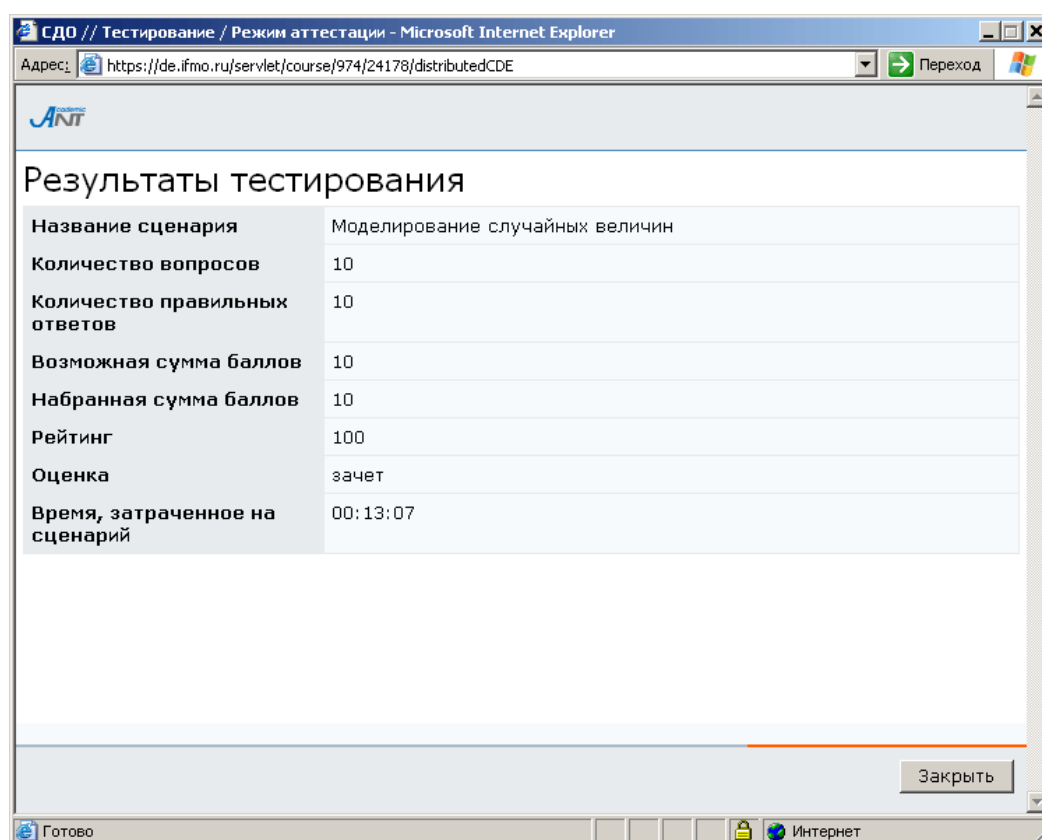 СДО // Тестирование / Режим аттестации - Microsoft Internet Explorer
Адрес: https://de.ifmo.ru/servlet/course/974/24178/distributedCDE Переход
Academic ANT
Результаты тестирования
Название сценария Моделирование случайных величин
Количество вопросов 10
Количество правильных 10
ответов
Возможная сумма баллов 10
Набранная сумма баллов 10
Рейтинг 100
Оценка зачет
Время, затраченное на 00:13:07
сценарий
Закрыть
Готово Интернет